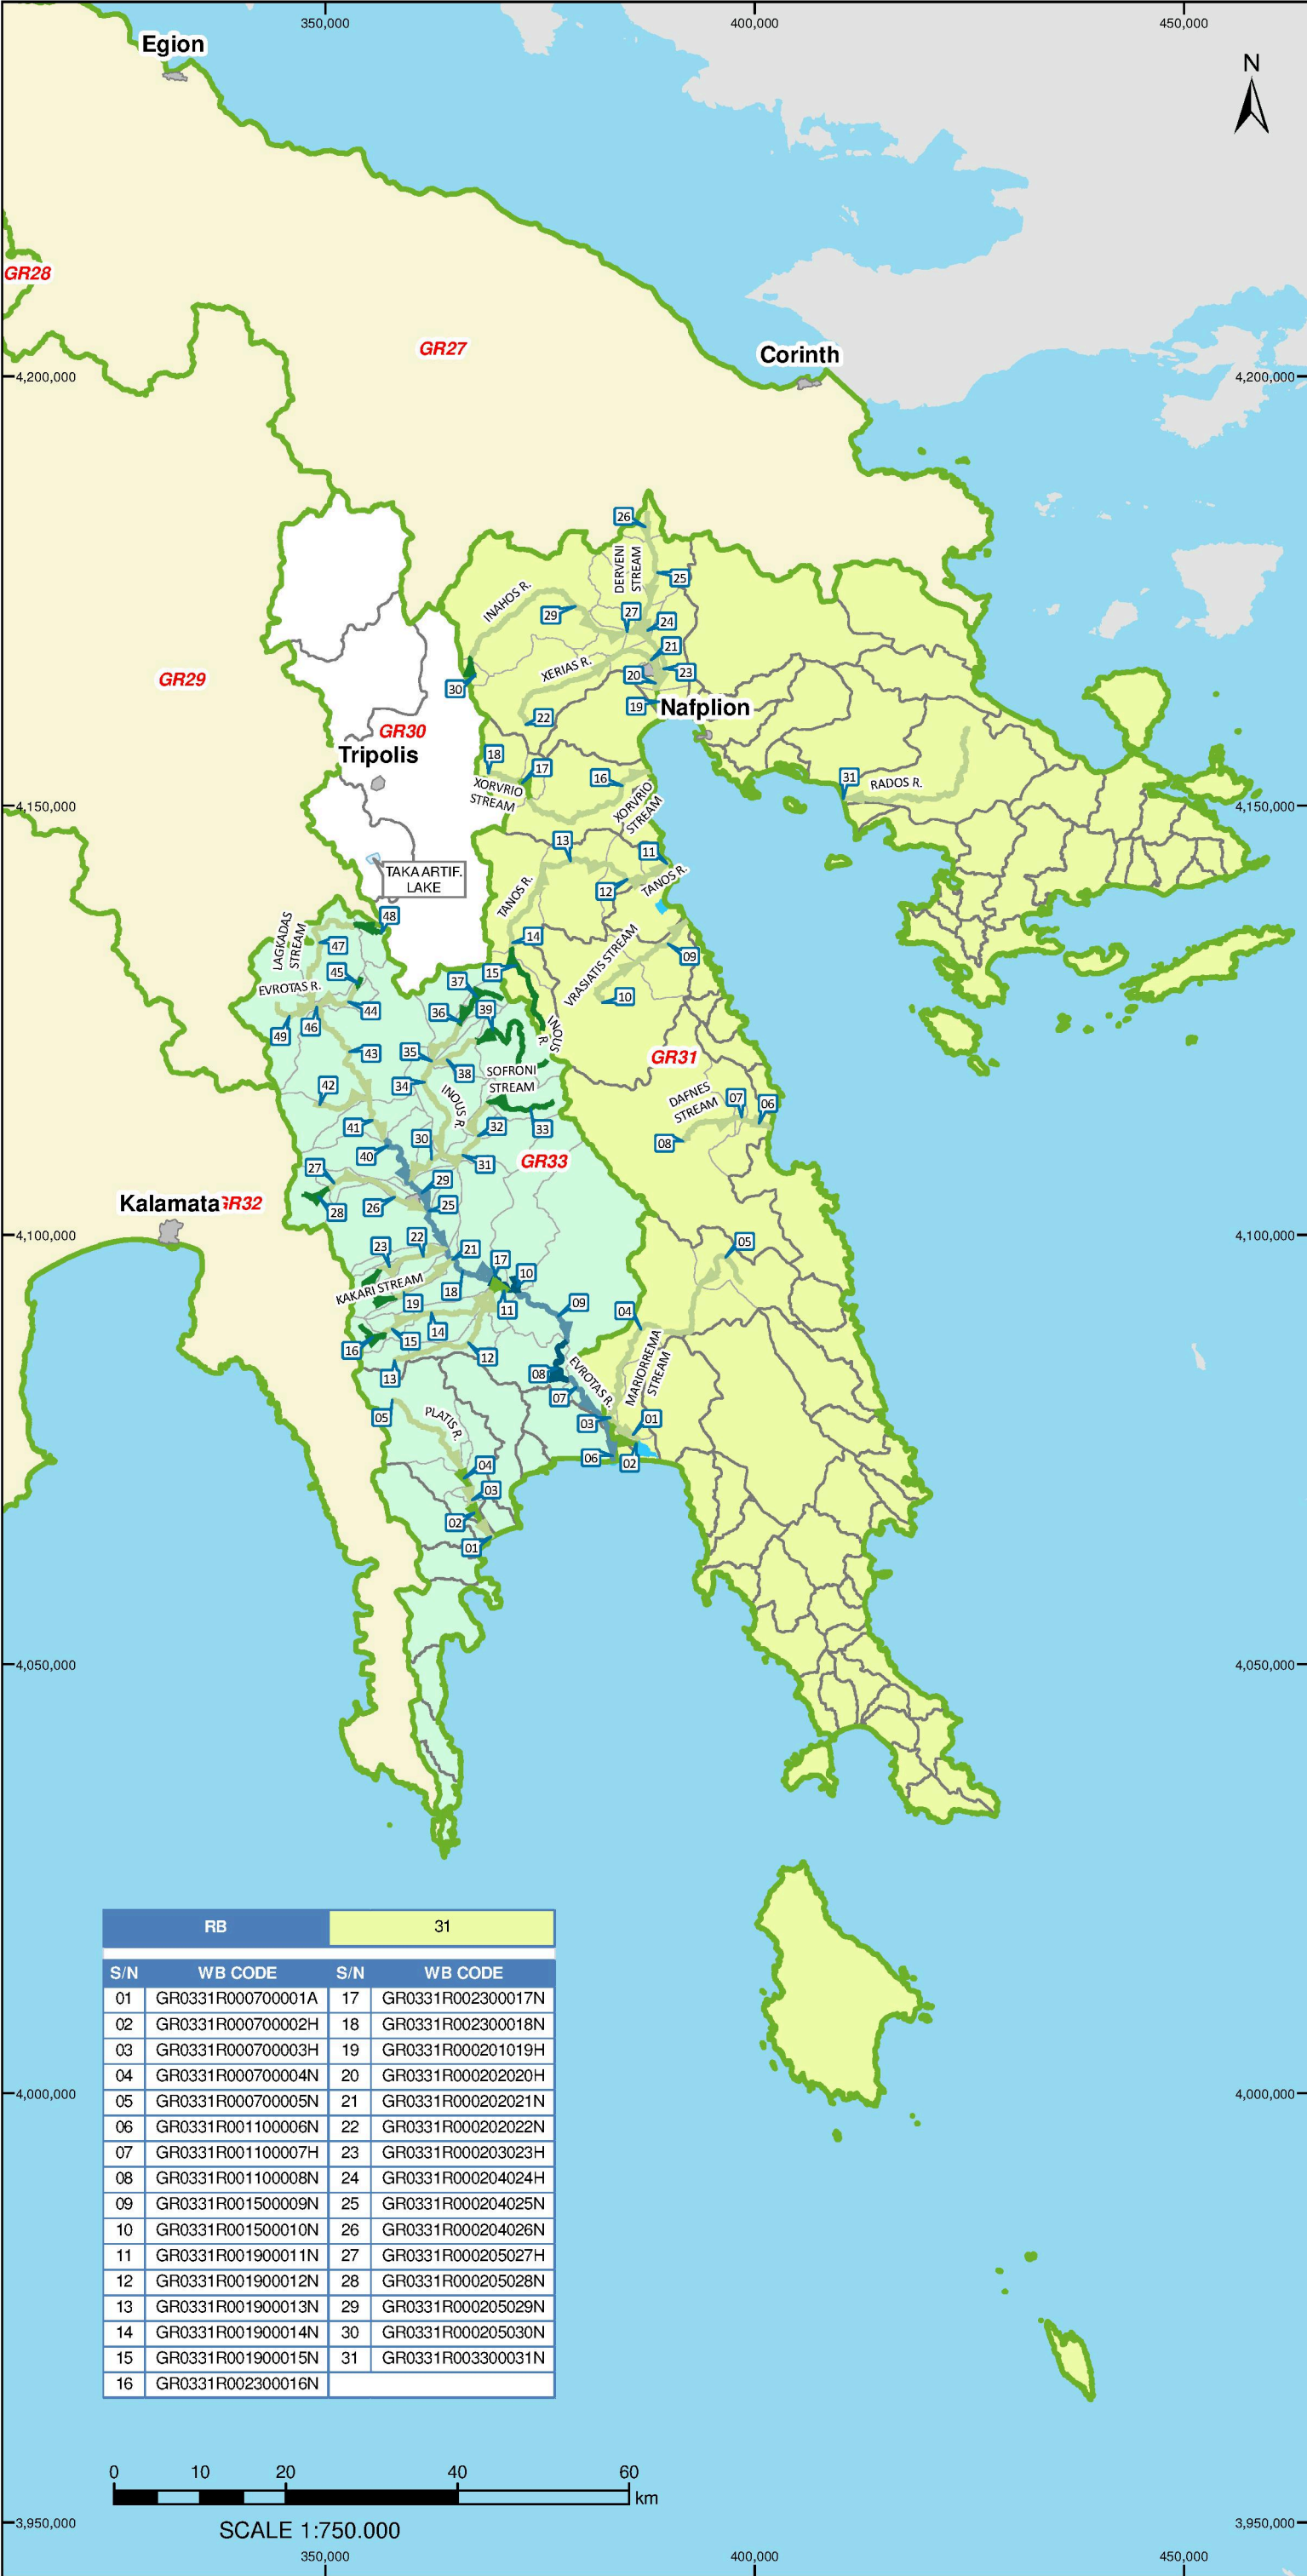 350,000
400,000
450,000
Egion
N
GR28
GR27
Corinth
4,200,000
4,200,000
26
DERVENI
STREAM
25
INAHOS R.
29
27
24
21
XERIAS R.
20
23
30
19
Nafplion
GR29
22
GR30
Tripolis
18
17
16
31
RADOS R.
XORVRIO
STREAM
XORVRIO
STREAM
4,150,000
4,150,000
13
11
TAKA ARTIF.
LAKE
12
TANOS R.
TANOS R.
48
LAGKADAS
STREAM
47
14
VRASIATIS STREAM
09
45
15
37
EVROTAS R.
10
44
36
39
49
46
INOUS
R.
43
35
GR31
38
SOFRONI
STREAM
42
34
INOUS R.
DAFNES
STREAM
07
06
41
32
33
30
08
40
31
GR33
27
29
Kalamata
GR32
28
26
25
4,100,000
4,100,000
23
22
21
05
17
10
KAKARI STREAM
18
19
11
09
04
14
15
16
12
MARIORREMA
STREAM
13
08
EVROTAS R.
07
05
PLATIS R.
03
01
06
02
04
03
02
01
4,050,000
4,050,000
RB 31
S/N WB CODE S/N WB CODE
01 GR0331R000700001A 17 GR0331R002300017N
02 GR0331R000700002H 18 GR0331R002300018N
03 GR0331R000700003H 19 GR0331R000201019H
04 GR0331R000700004N 20 GR0331R000202020H
05 GR0331R000700005N 21 GR0331R000202021N
06 GR0331R001100006N 22 GR0331R000202022N
07 GR0331R001100007H 23 GR0331R000203023H
08 GR0331R001100008N 24 GR0331R000204024H
09 GR0331R001500009N 25 GR0331R000204025N
10 GR0331R001500010N 26 GR0331R000204026N
11 GR0331R001900011N 27 GR0331R000205027H
12 GR0331R001900012N 28 GR0331R000205028N
13 GR0331R001900013N 29 GR0331R000205029N
14 GR0331R001900014N 30 GR0331R000205030N
15 GR0331R001900015N 31 GR0331R003300031N
16 GR0331R002300016N
4,000,000
4,000,000
0 10 20 40 60
km
SCALE 1:750.000
3,950,000
3,950,000
350,000
400,000
450,000